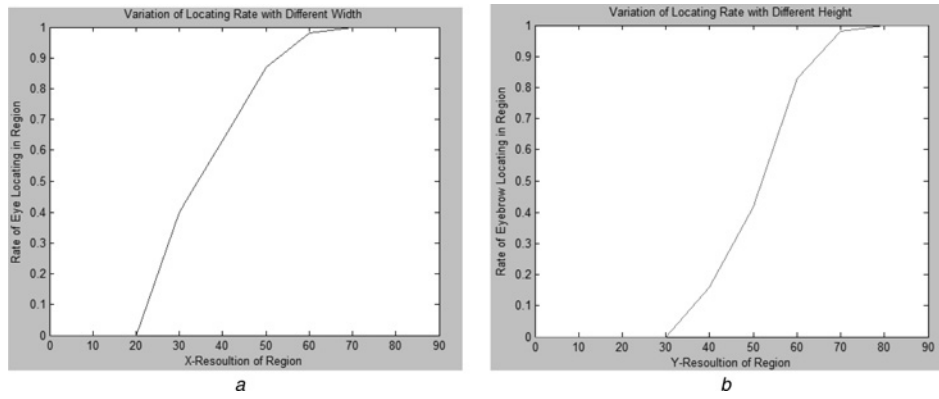 Variation of Locating Rate with Different Width
Rate of Eye Locating in Region
1
0.9
0.8
0.7
0.6
0.5
0.4
0.3
0.2
0.1
0
0 10 20 30 40 50 60 70 80 90
X-Resoultion of Region
a
Variation of Locating Rate with Different Height
Rate of Eyebrow Locating in Region
1
0.9
0.8
0.7
0.6
0.5
0.4
0.3
0.2
0.1
0
0 10 20 30 40 50 60 70 80 90
Y-Resoultion of Region
b